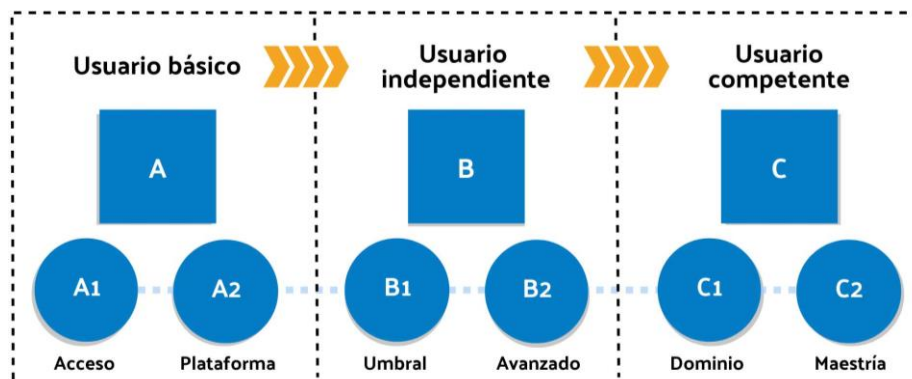 Usuario básico
Usuario
independiente
Usuario
competente
A
B
C
A1
A2
B1
B2
C1
C2
Acceso
Plataforma
Umbral
Avanzado
Dominio
Maestría